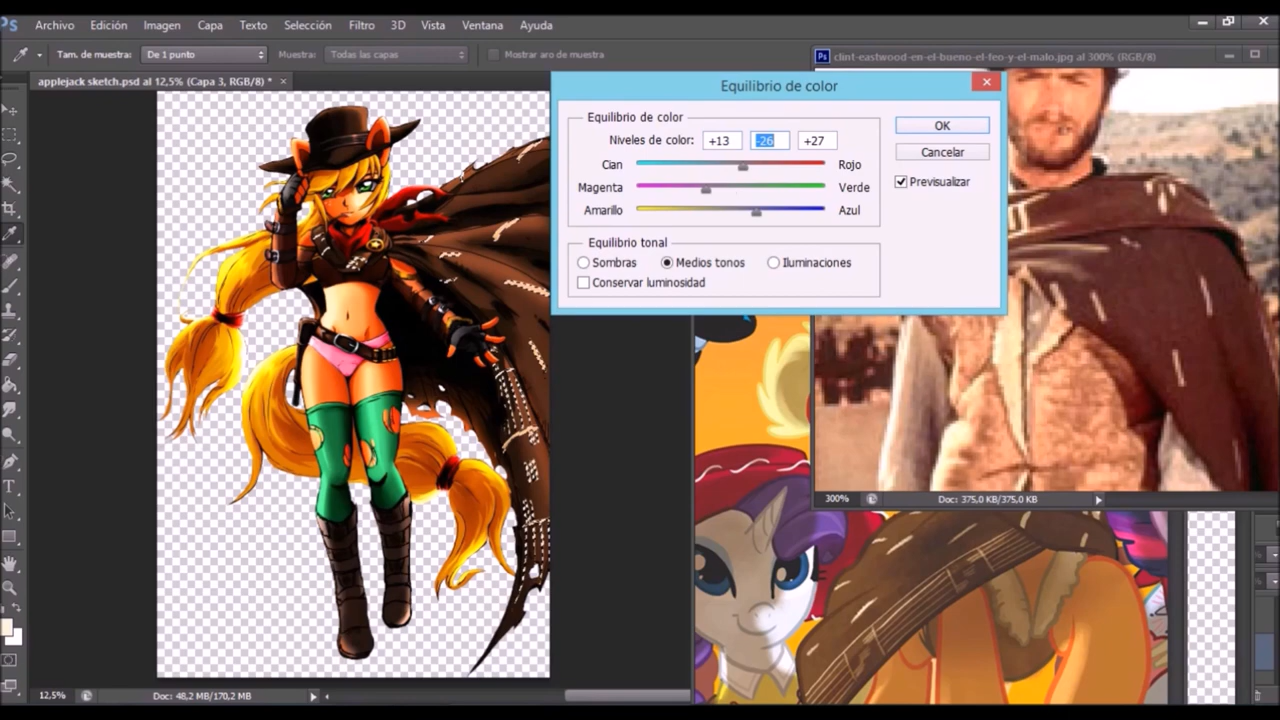 Ps
Archivo Edición Imagen Capa Texto Selección Filtro 3D Vista Ventana Ayuda
Tam. de muestra: De 1 punto Muestra: Todas las capas Mostrar aro de muestra
Ps clint-eastwood-en-el-bueno-el-feo-y-el-malo.jpg al 300% (RGB/8)
applejack sketch.psd al 12,5% (Capa 3, RGB/8) * ×
Equilibrio de color
Equilibrio de color
Niveles de color: +13 -26 +27
Cian Rojo
Magenta Verde
Amarillo Azul
Equilibrio tonal
Sombras Medios tonos Iluminaciones
Conservar luminosidad
OK
Cancelar
Previsualizar
300% Doc: 375,0 KB/375,0 KB
12,5% Doc: 48,2 MB/170,2 MB